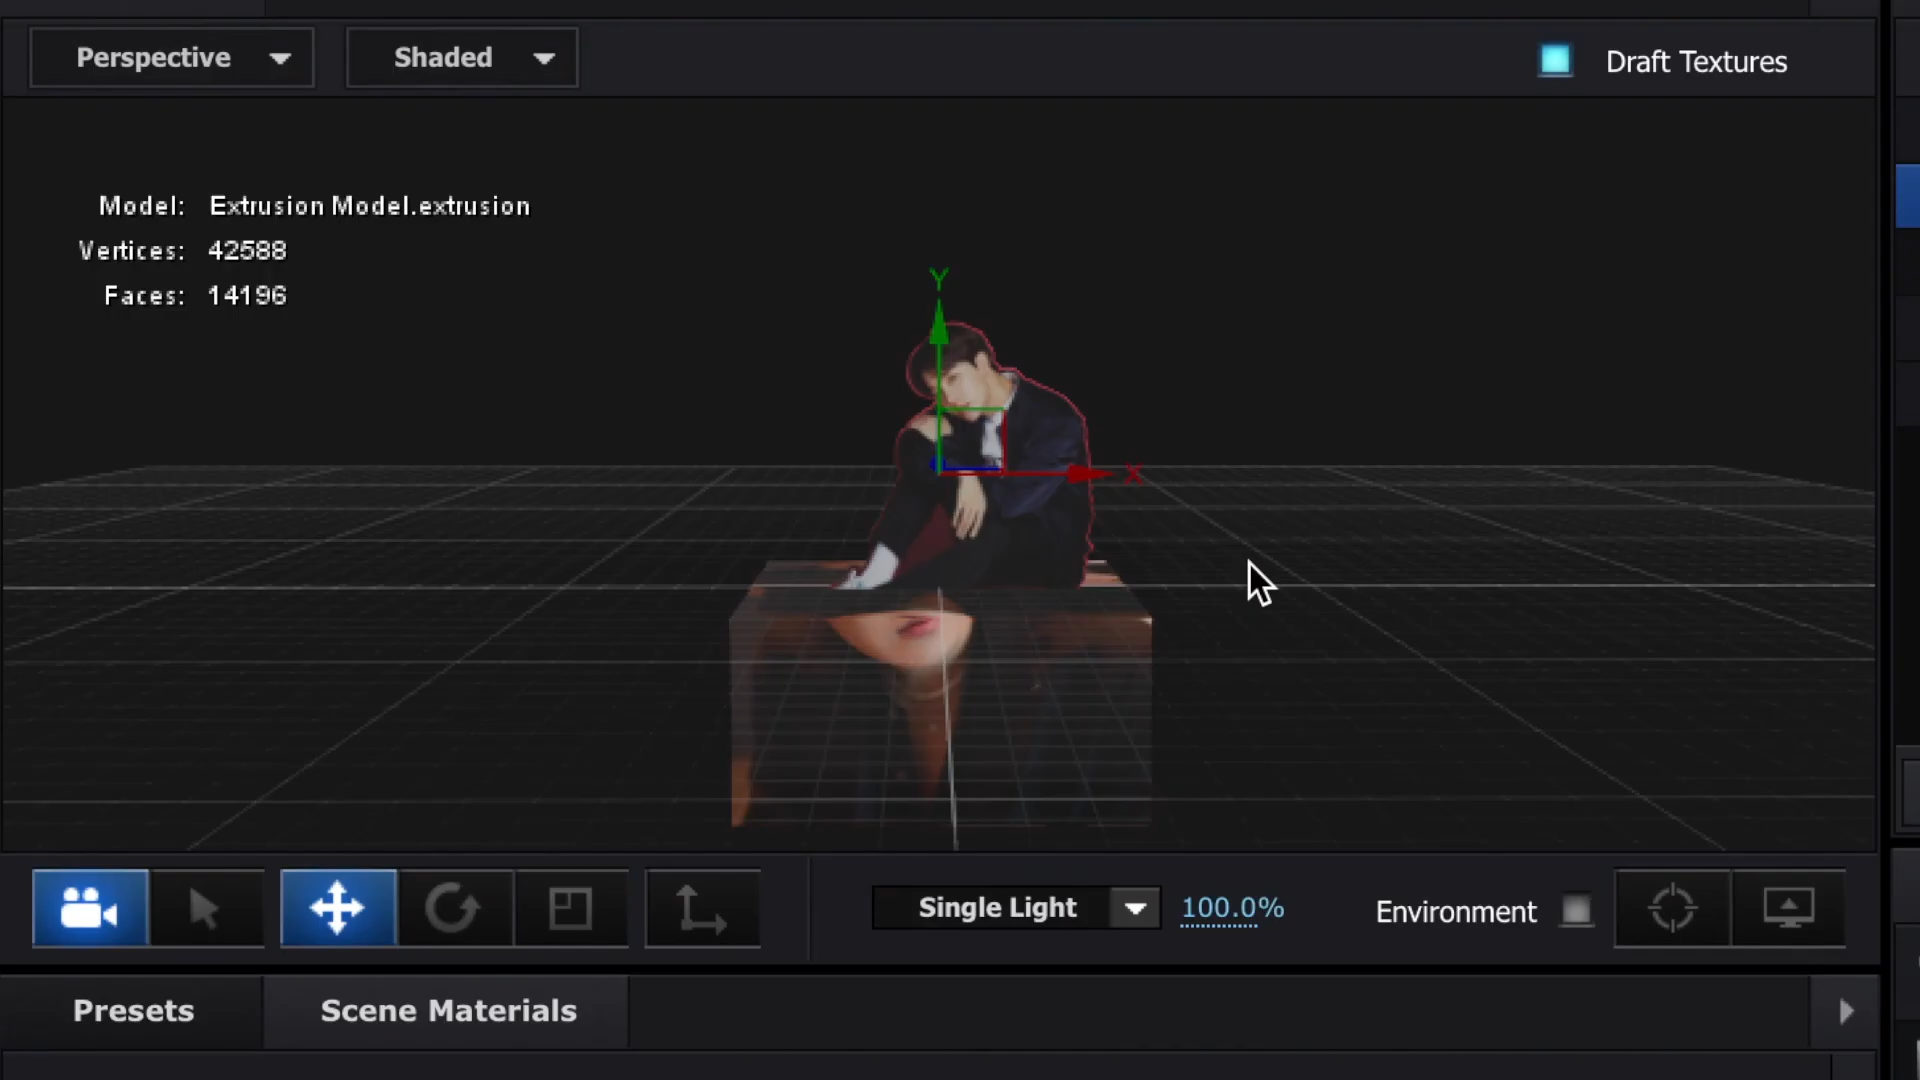 Perspective
Shaded
Draft Textures
Model: Extrusion Model.extrusion
Vertices: 42588
Faces: 14196
Y
X
Single Light
100.0%
Environment
Presets
Scene Materials